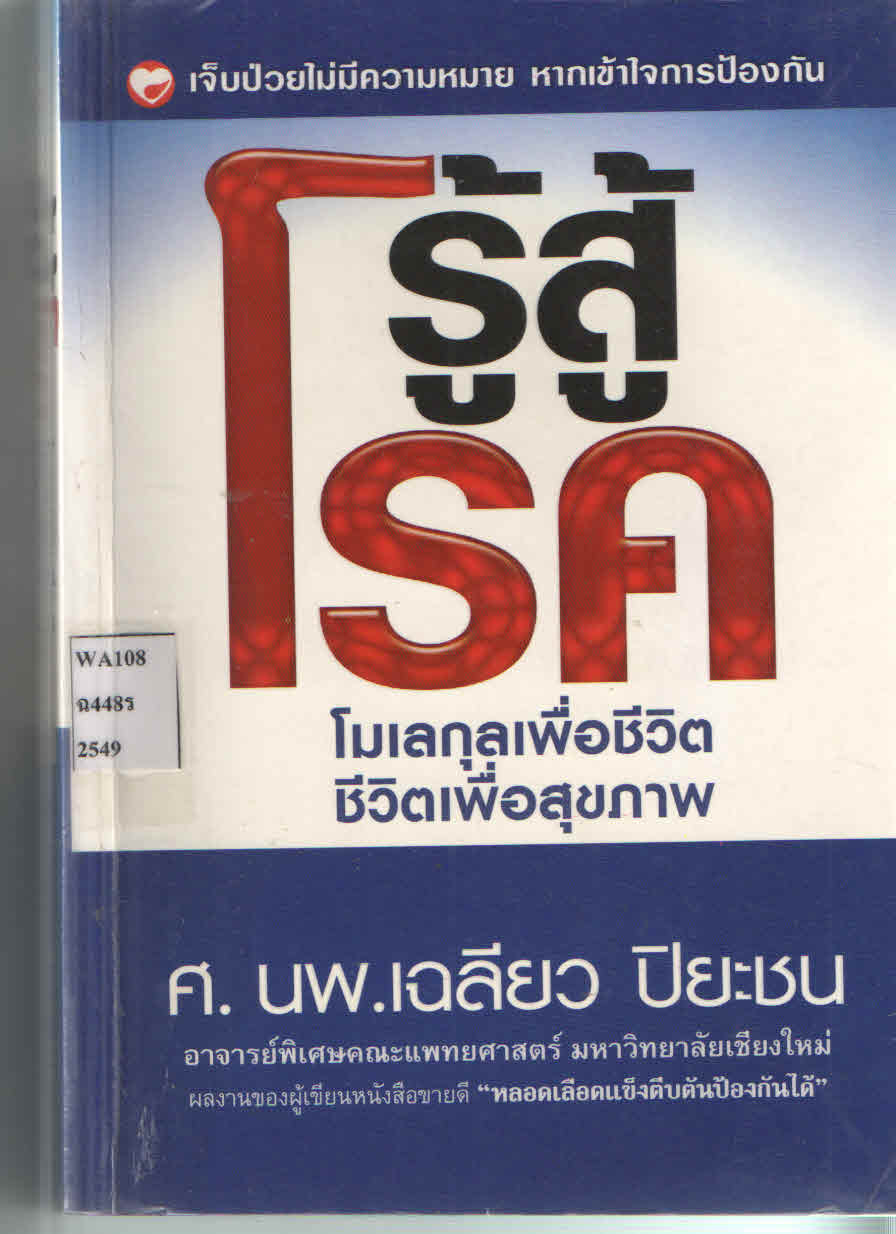 เจ็บป่วยไม่มีความหมาย หากเข้าใจการป้องกัน
รู้สู้
โรค
WA108
ฉ448ร
2549
โมเลกุลเพื่อชีวิต
ชีวิตเพื่อสุขภาพ
ศ. นพ.เฉลียว ปิยะชน
อาจารย์พิเศษคณะแพทยศาสตร์ มหาวิทยาลัยเชียงใหม่
ผลงานของผู้เขียนหนังสือขายดี “หลอดเลือดแข็งตีบตันป้องกันได้”